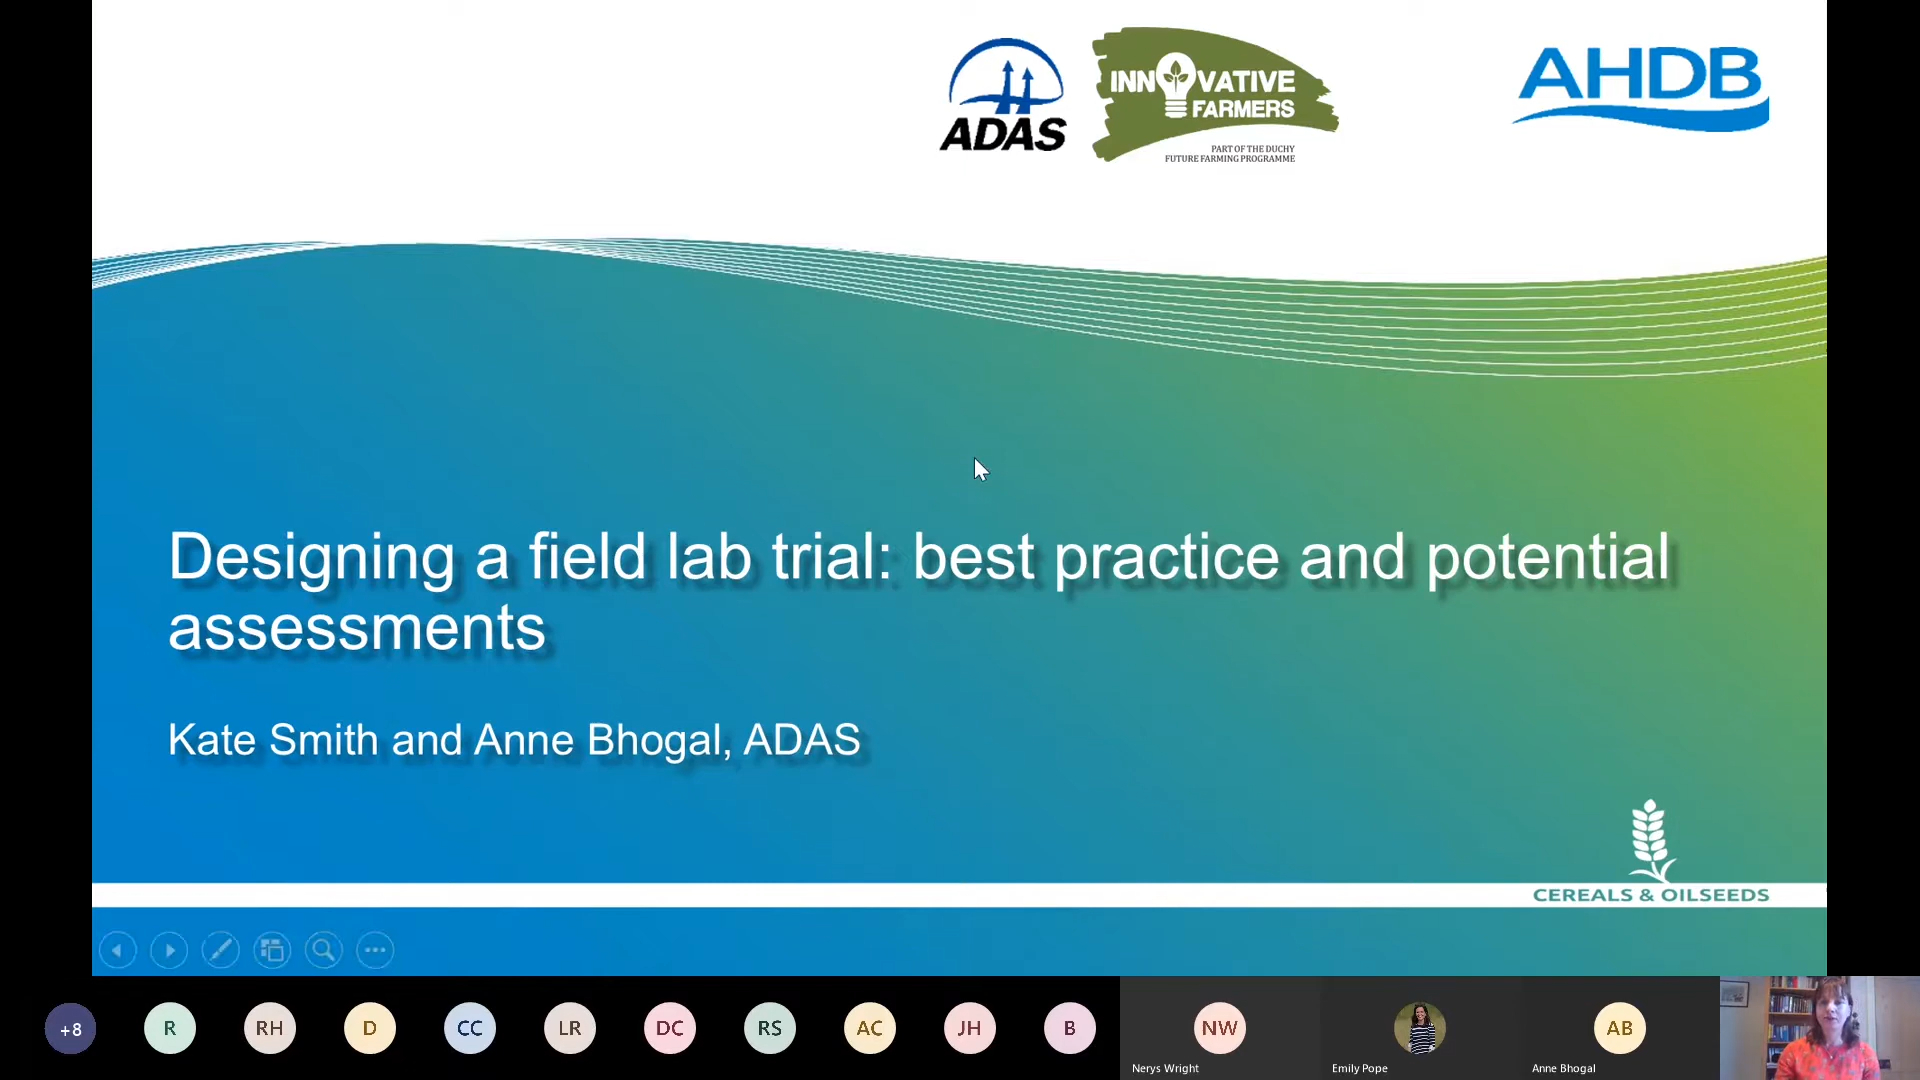 ADAS
INNOVATIVE
FARMERS
PART OF THE DUCHY
FUTURE FARMING PROGRAMME
AHDB
Designing a field lab trial: best practice and potential
assessments
Kate Smith and Anne Bhogal, ADAS
CEREALS & OILSEEDS
+8
R
RH
D
CC
LR
DC
RS
AC
JH
B
NW
AB
Nerys Wright
Emily Pope
Anne Bhogal